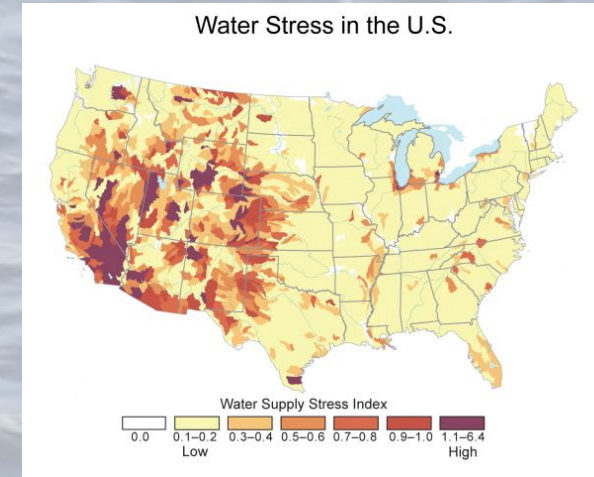 Water Stress in the U.S.
Water Supply Stress Index
0.0 0.1–0.2 0.3–0.4 0.5–0.6 0.7–0.8 0.9–1.0 1.1–6.4
Low High